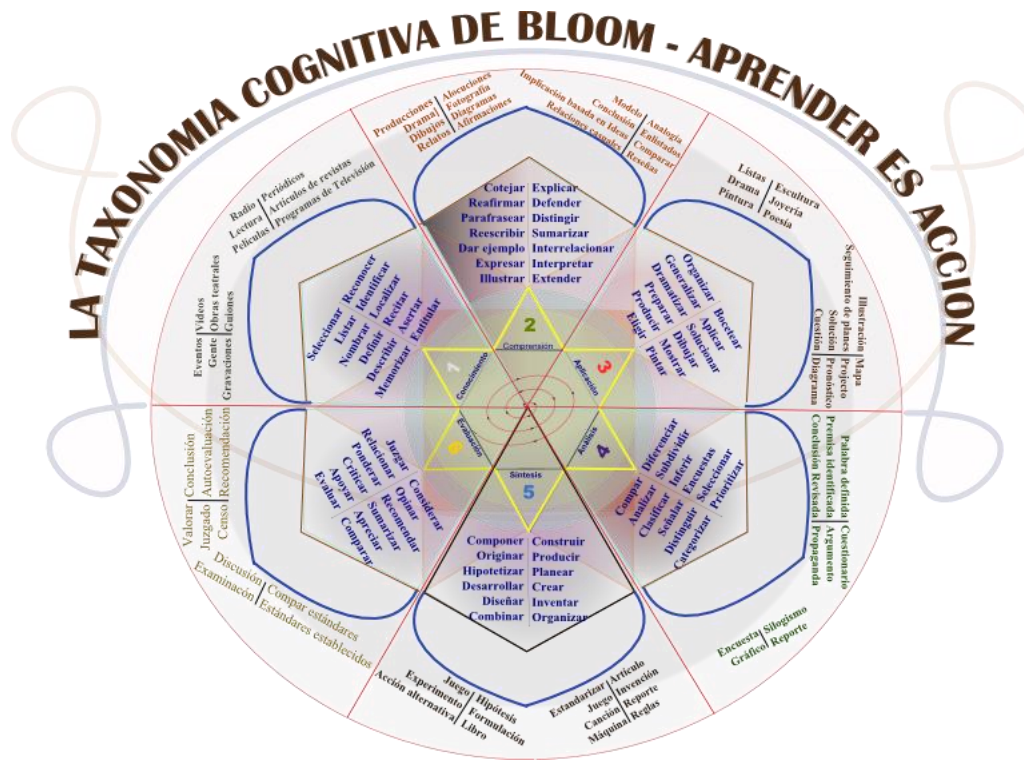 LA TAXONOMIA COGNITIVA DE BLOOM - APRENDER ES ACCION
Producciones Alocuciones
Drama Fotografía
Dibujos Diagramas
Relatos Afirmaciones
Modelo Analogía
Conclusión Enlistados
Implicación basada en Ideas Comparar
Relaciones casuales Reseñas
Cotejar Explicar
Reafirmar Defender
Parafrasear Distingir
Reescribir Sumarizar
Dar ejemplo Interrelacionar
Expresar Interpretar
Illustrar Extender
2
Comprensión
Listas Escultura
Drama Joyería
Pintura Poesía
Illustración Mapa
Seguimiento de planes Projecto
Solución Pronóstico
Cuestión Diagrama
Organizar Bocetear
Generalizar Aplicar
Dramatizar Solucionar
Preparar Dibujar
Producir Mostrar
Eligir Pintar
3
Aplicación
Palabra definida Cuestionario
Premisa identificada Argumento
Conclusión Revisada Propaganda
Encuesta Silogismo
Gráfico Reporte
Compar Diferenciar
Analizar Subdividir
Clasificar Inferir
Señalar Encuestas
Distinguir Seleccionar
Categorizar Prioritizar
4
Análisis
Síntesis
5
Componer Construir
Originar Producir
Hipotetizar Planear
Desarrollar Crear
Diseñar Inventar
Combinar Organizar
Estandarizar Artículo
Juego Invención
Canción Reporte
Máquina Reglas
Juego Hipótesis
Experimento Formulación
Acción alternativa Libro
6
Evaluación
Juzgar Considerar
Relacionar Opinar
Ponderar Recomendar
Criticar Sumarizar
Apoyar Apreciar
Evaluar Comparar
Valorar Conclusión
Juzgado Autoevaluación
Censo Recomendación
Discusión Compar estándares
Examinacón Estándares establecidos
1
Conocimiento
Seleccionar Reconocer
Listar Identificar
Nombrar Localizar
Definir Recitar
Describir Asertar
Memorizar Entitular
Eventos Videos
Gente Obras teatrales
Gravaciones Guiones
Radio Periódicos
Lectura Artículos de revistas
Películas Programas de Televisión